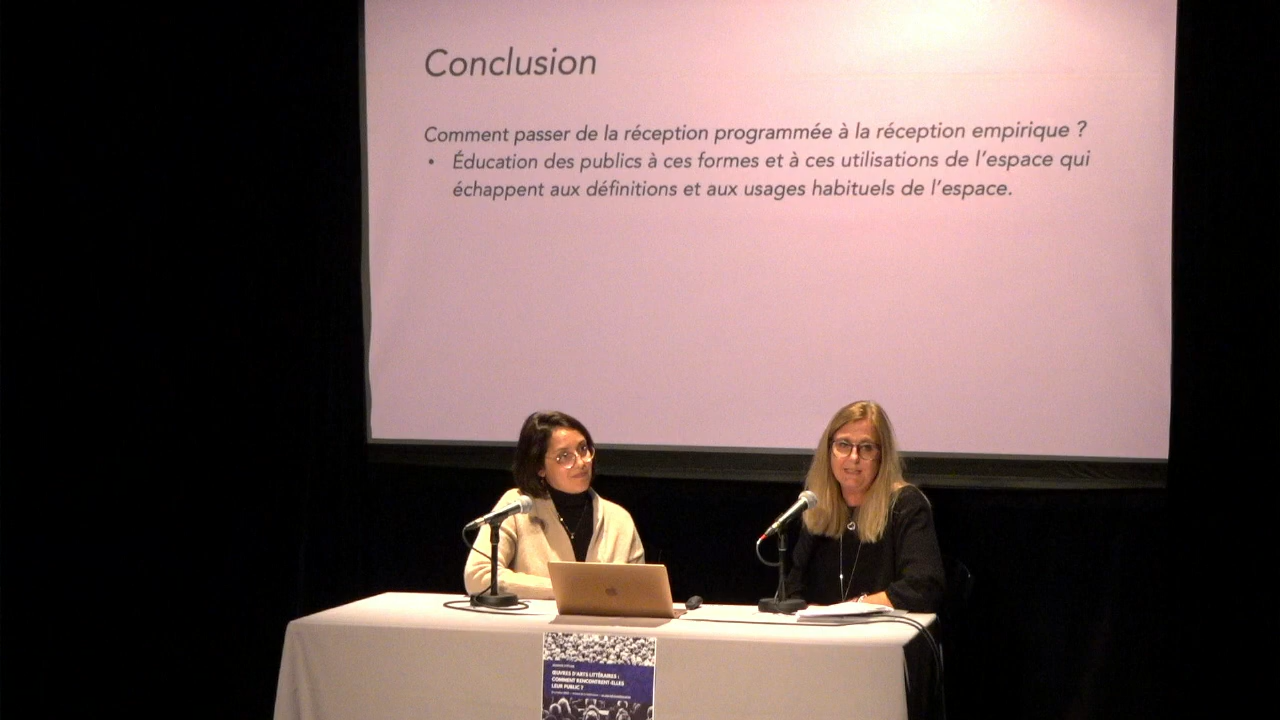 Conclusion
Comment passer de la réception programmée à la réception empirique ?
• Éducation des publics à ces formes et à ces utilisations de l'espace qui
échappent aux définitions et aux usages habituels de l'espace.
ŒUVRES D'ARTS LITTÉRAIRES :
COMMENT RENCONTRENT-ELLES
LEUR PUBLIC ?